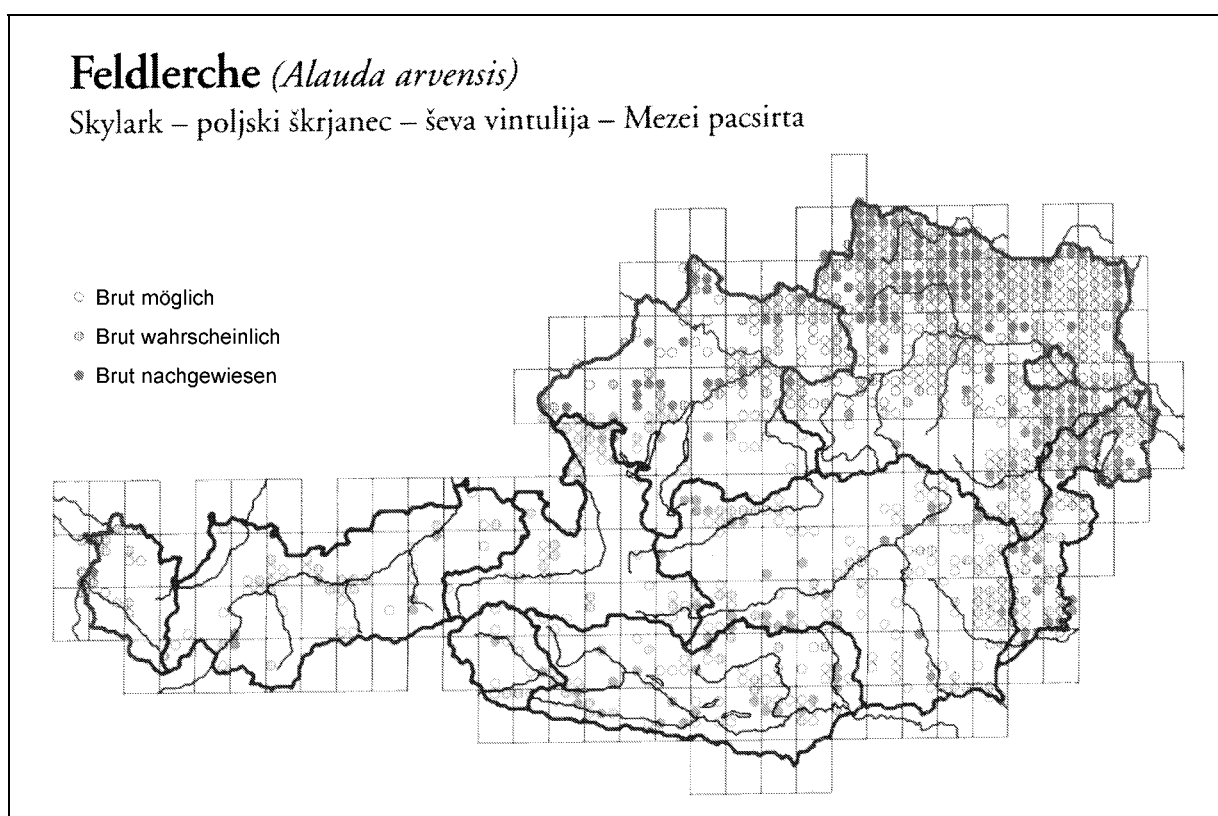 Feldlerche (Alauda arvensis)
Skylark – poljski škrjanec – ševa vintulija – Mezei pacsirta
Brut möglich
Brut wahrscheinlich
Brut nachgewiesen